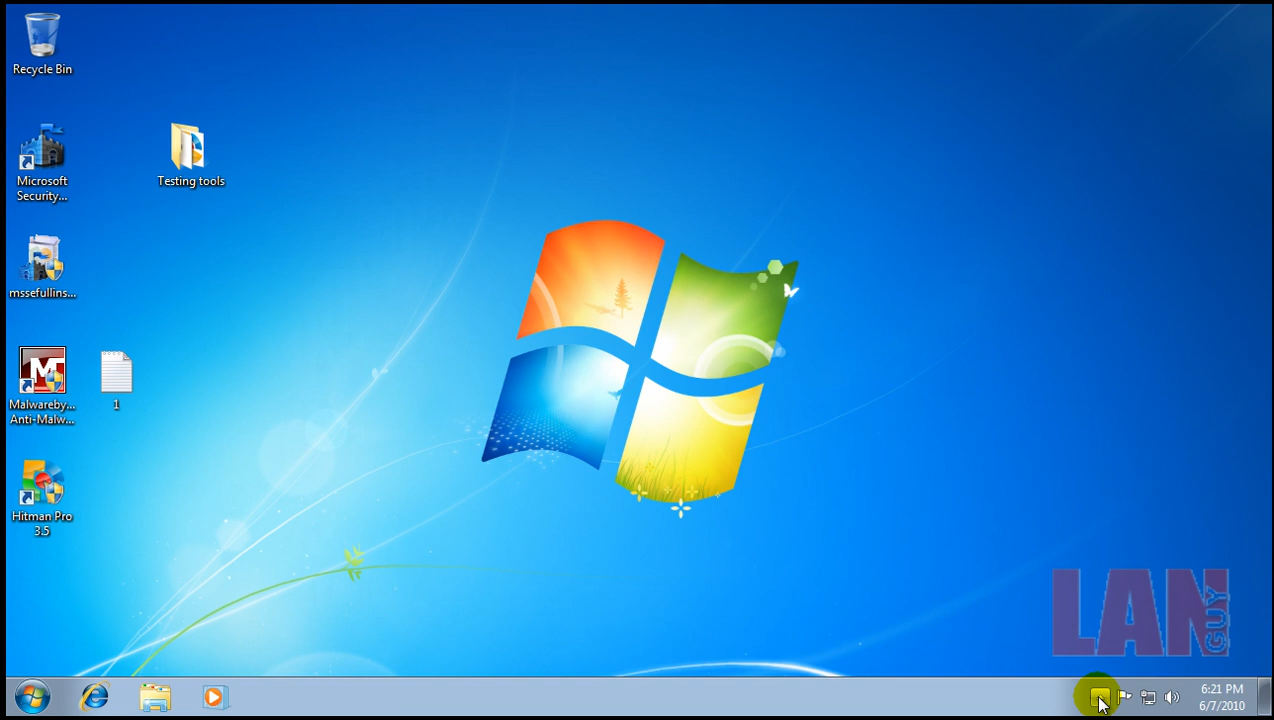 Recycle Bin
Microsoft
Security...
Testing tools
mssefullins...
Malwareby...
Anti-Malw...
1
Hitman Pro
3.5
LAN
GUY
6:21 PM
6/7/2010